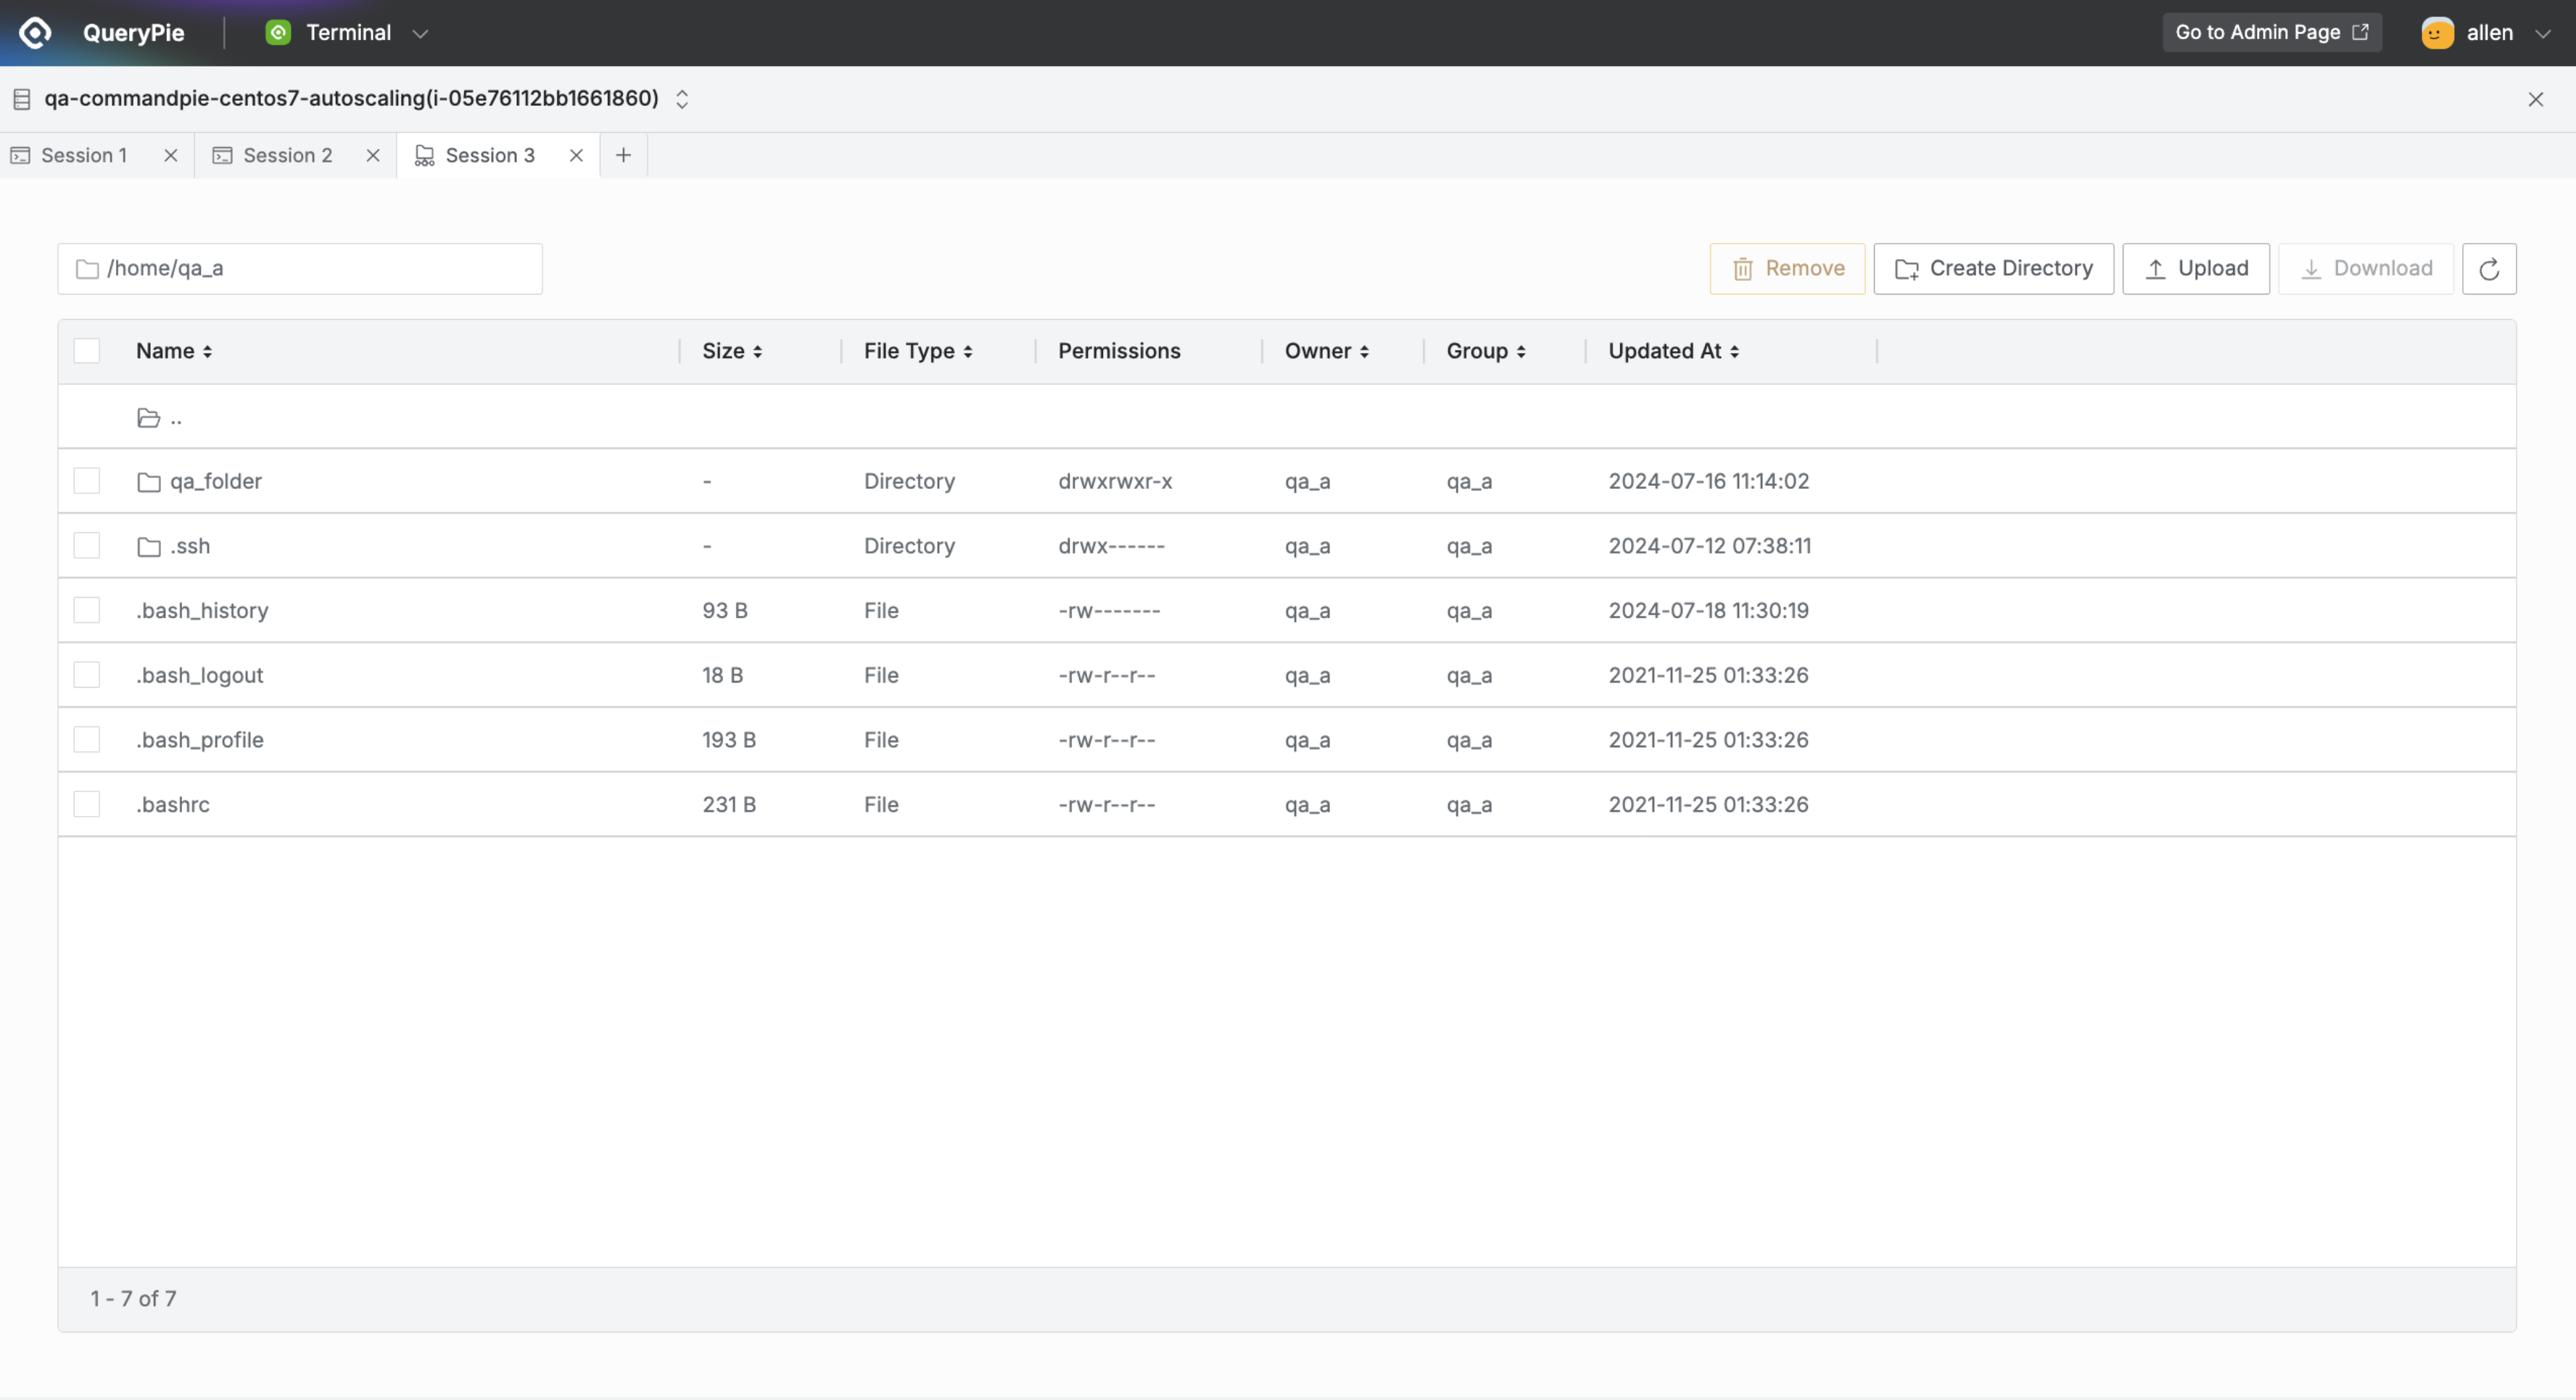 QueryPie
Terminal
Go to Admin Page
allen
qa-commandpie-centos7-autoscaling(i-05e76112bb1661860)
Session 1
Session 2
Session 3
/home/qa_a
Remove
Create Directory
Upload
Download
Name Size File Type Permissions Owner Group Updated At
..
qa_folder - Directory drwxrwxr-x qa_a qa_a 2024-07-16 11:14:02
.ssh - Directory drwx------ qa_a qa_a 2024-07-12 07:38:11
.bash_history 93 B File -rw------- qa_a qa_a 2024-07-18 11:30:19
.bash_logout 18 B File -rw-r--r-- qa_a qa_a 2021-11-25 01:33:26
.bash_profile 193 B File -rw-r--r-- qa_a qa_a 2021-11-25 01:33:26
.bashrc 231 B File -rw-r--r-- qa_a qa_a 2021-11-25 01:33:26
1 - 7 of 7